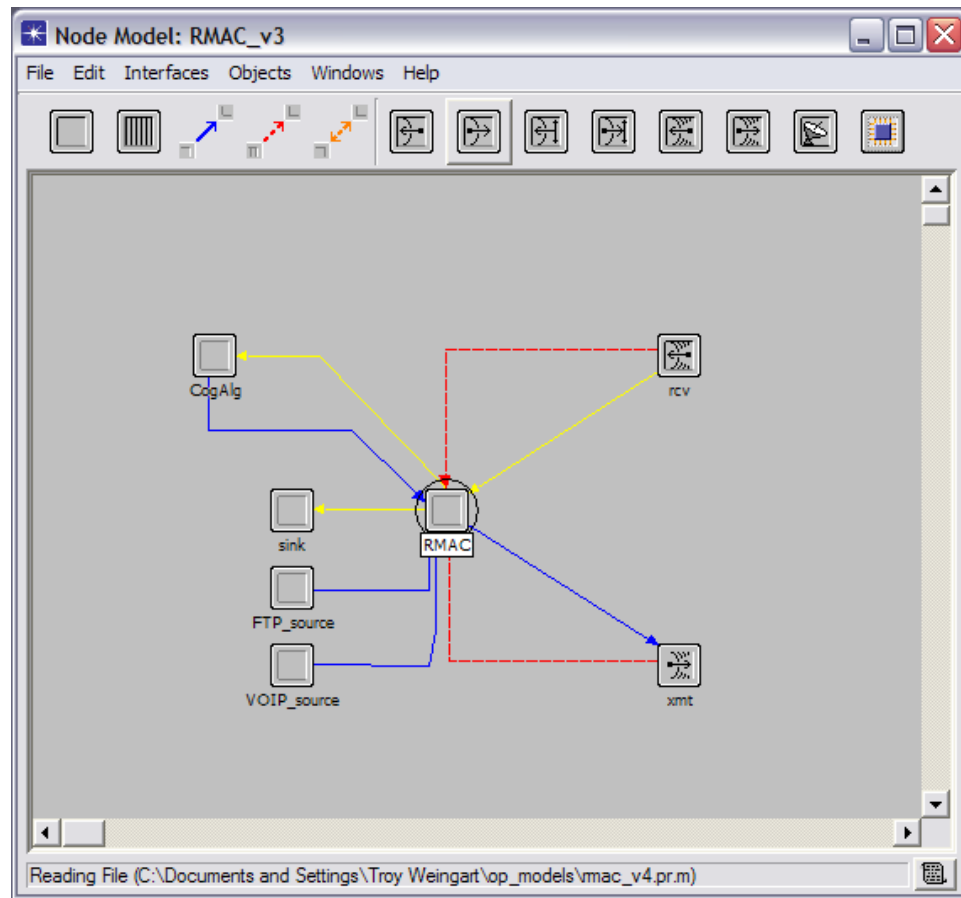 Node Model: RMAC_v3
File Edit Interfaces Objects Windows Help
CogAlg
rcv
sink
RMAC
FTP_source
VOIP_source
xmt
Reading File (C:\Documents and Settings\Troy Weingart\op_models\rmac_v4.pr.m)